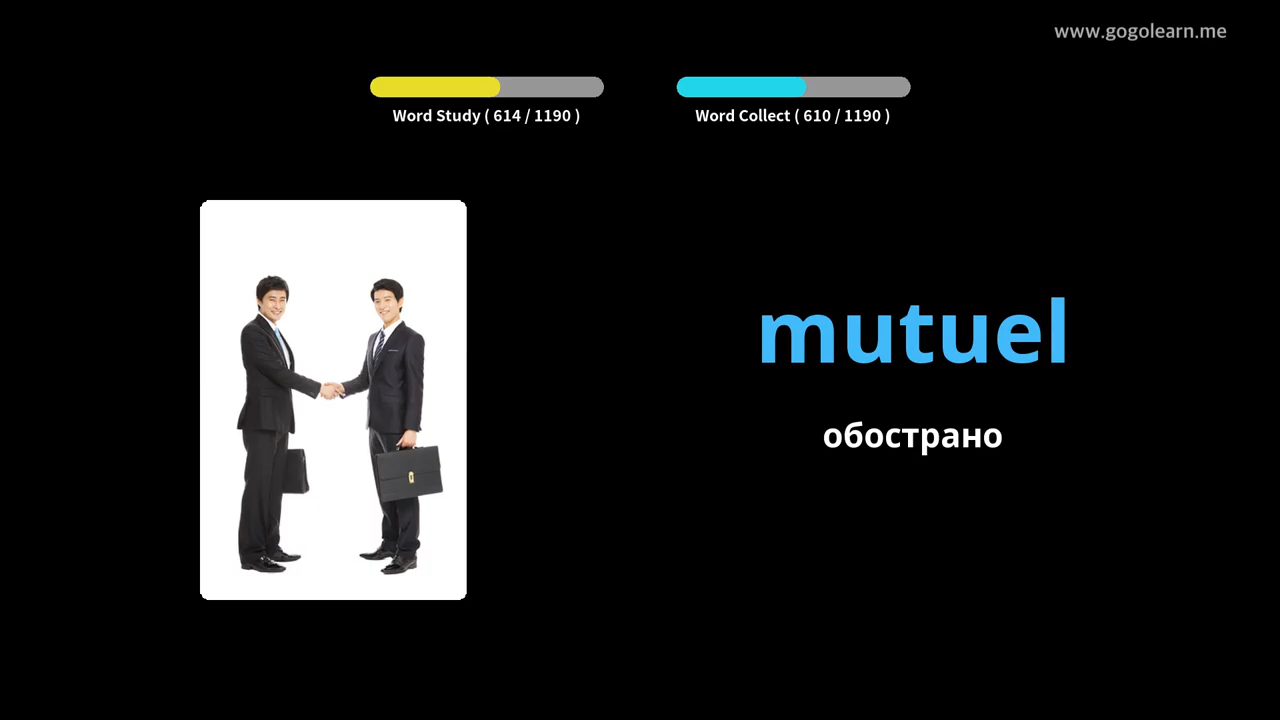 www.gogolearn.me
Word Study ( 614 / 1190 )
Word Collect ( 610 / 1190 )
mutuel
обострано